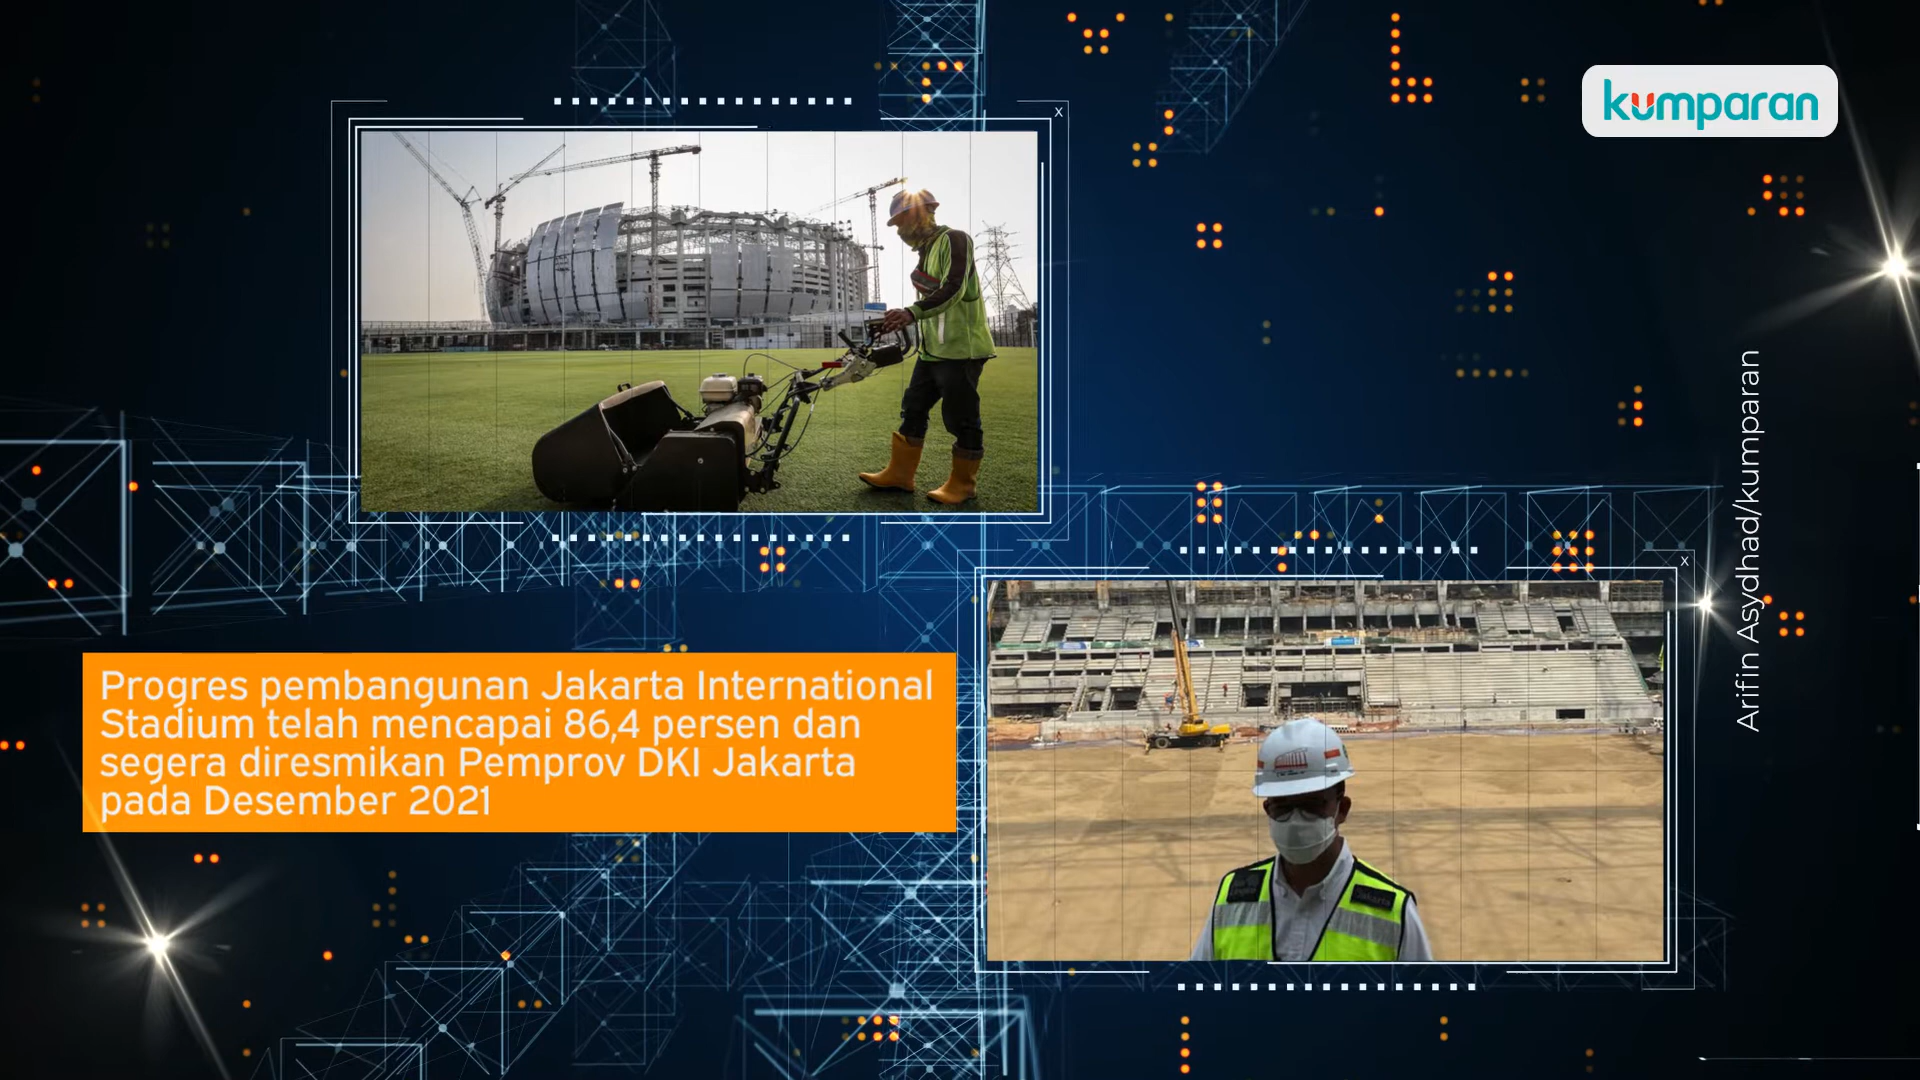 kumparan
x
Progres pembangunan Jakarta International
Stadium telah mencapai 86,4 persen dan
segera diresmikan Pemprov DKI Jakarta
pada Desember 2021
x
Arifin Asydhad/kumparan